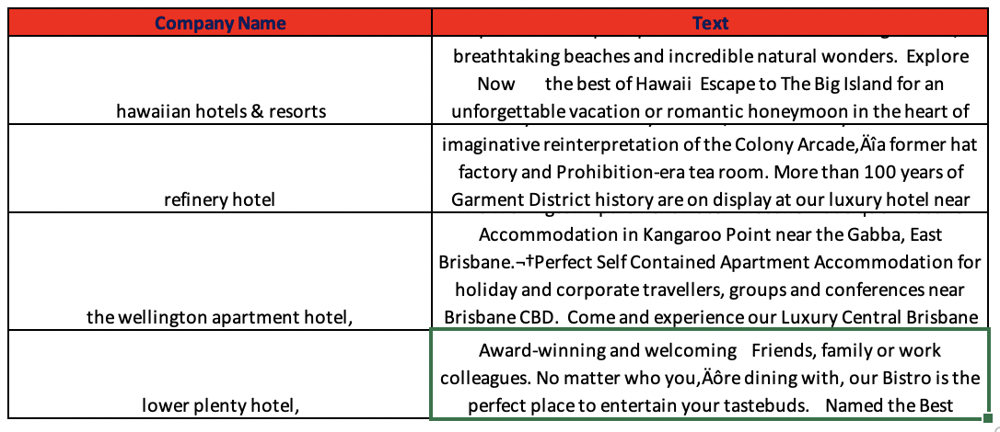 Company Name Text
breathtaking beaches and incredible natural wonders. Explore
Now the best of Hawaii Escape to The Big Island for an
hawaiian hotels & resorts unforgettable vacation or romantic honeymoon in the heart of
imaginative reinterpretation of the Colony Arcade‚Äîa former hat
factory and Prohibition-era tea room. More than 100 years of
refinery hotel Garment District history are on display at our luxury hotel near
Accommodation in Kangaroo Point near the Gabba, East
Brisbane.¬†Perfect Self Contained Apartment Accommodation for
holiday and corporate travellers, groups and conferences near
the wellington apartment hotel, Brisbane CBD. Come and experience our Luxury Central Brisbane
Award-winning and welcoming Friends, family or work
colleagues. No matter who you‚Äôre dining with, our Bistro is the
lower plenty hotel, perfect place to entertain your tastebuds. Named the Best